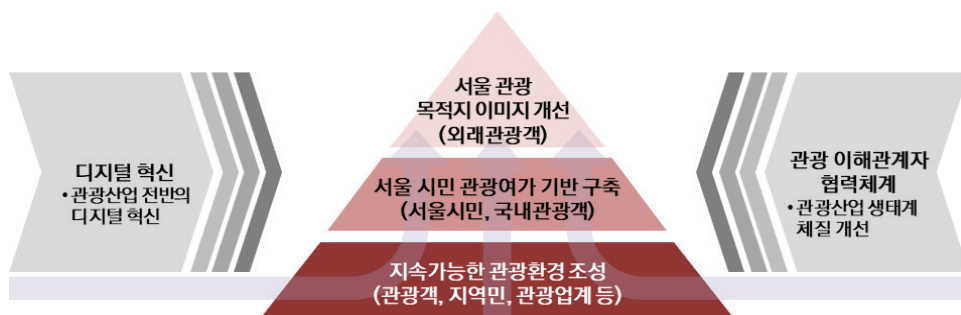 서울 관광
목적지 이미지 개선
(외래관광객)
디지털 혁신
• 관광산업 전반의
디지털 혁신
서울 시민 관광여가 기반 구축
(서울시민, 국내관광객)
관광 이해관계자
협력체계
• 관광산업 생태계
체질 개선
지속가능한 관광환경 조성
(관광객, 지역민, 관광업계 등)